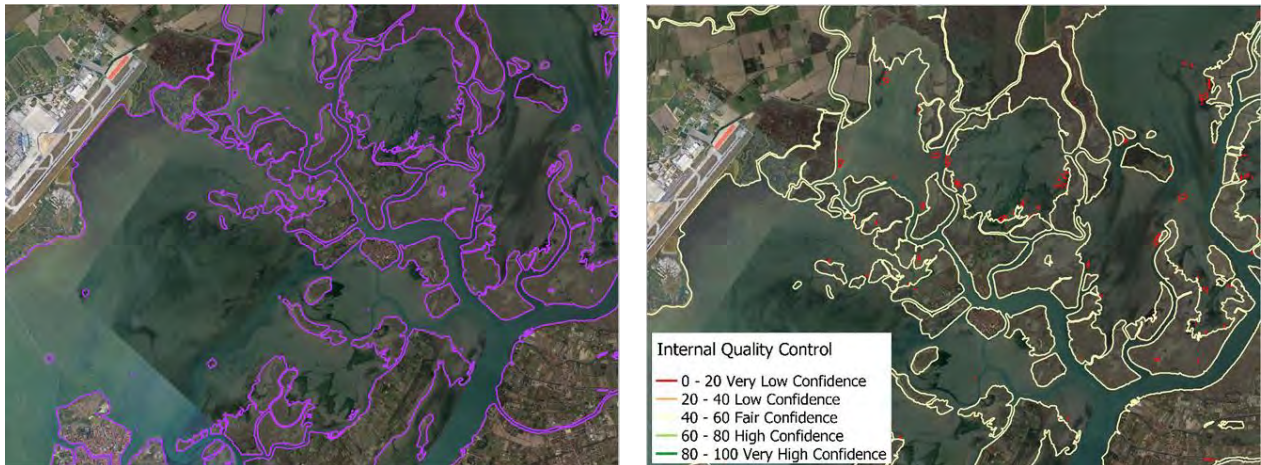 Internal Quality Control
0 - 20 Very Low Confidence
20 - 40 Low Confidence
40 - 60 Fair Confidence
60 - 80 High Confidence
80 - 100 Very High Confidence